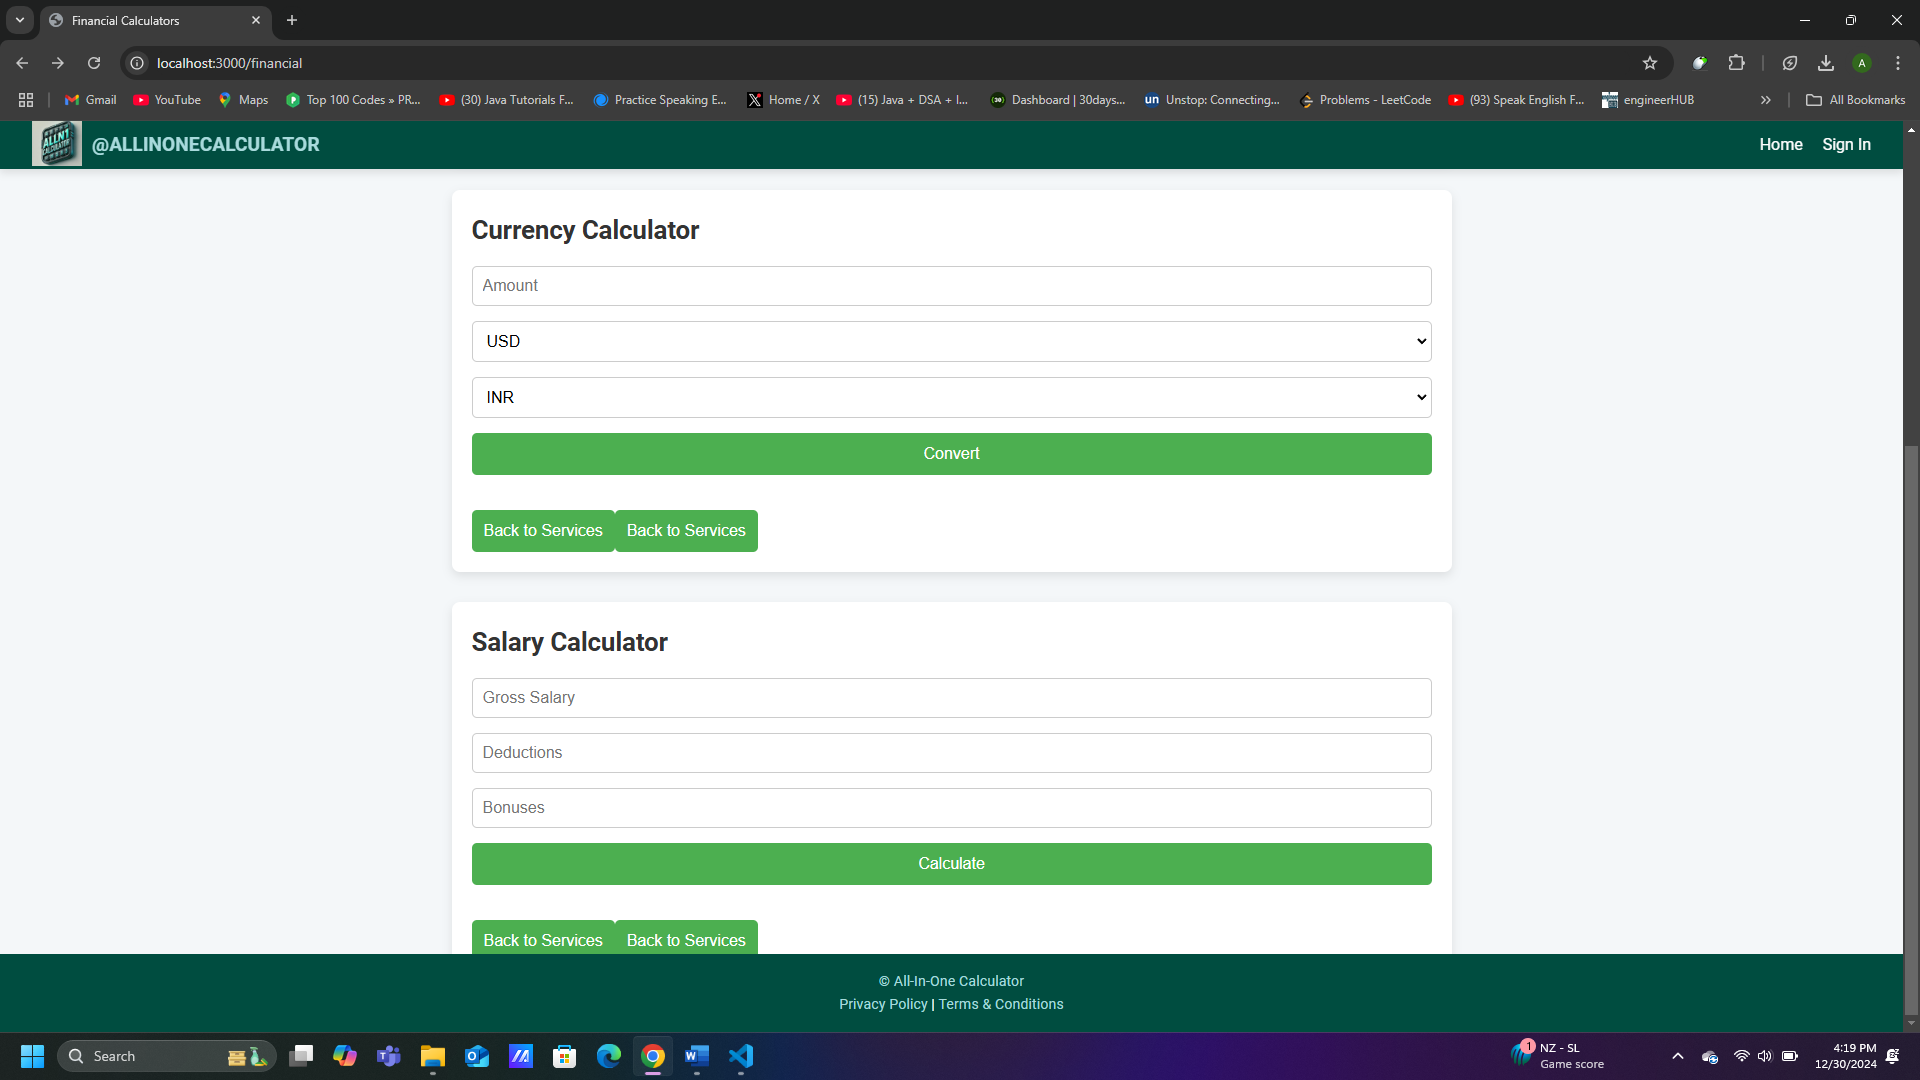 Financial Calculators
localhost:3000/financial
A
Gmail
YouTube
Maps
Top 100 Codes » PR...
(30) Java Tutorials F...
Practice Speaking E...
Home / X
(15) Java + DSA + I...
Dashboard | 30days...
un Unstop: Connecting...
Problems - LeetCode
(93) Speak English F...
engineerHUB
All Bookmarks
ALLN1
CALCULATOR
@ALLINONECALCULATOR
Home
Sign In
Currency Calculator
Amount
USD
INR
Convert
Back to Services
Back to Services
Salary Calculator
Gross Salary
Deductions
Bonuses
Calculate
Back to Services
Back to Services
© All-In-One Calculator
Privacy Policy | Terms & Conditions
Search
1
NZ - SL
Game score
4:19 PM
12/30/2024